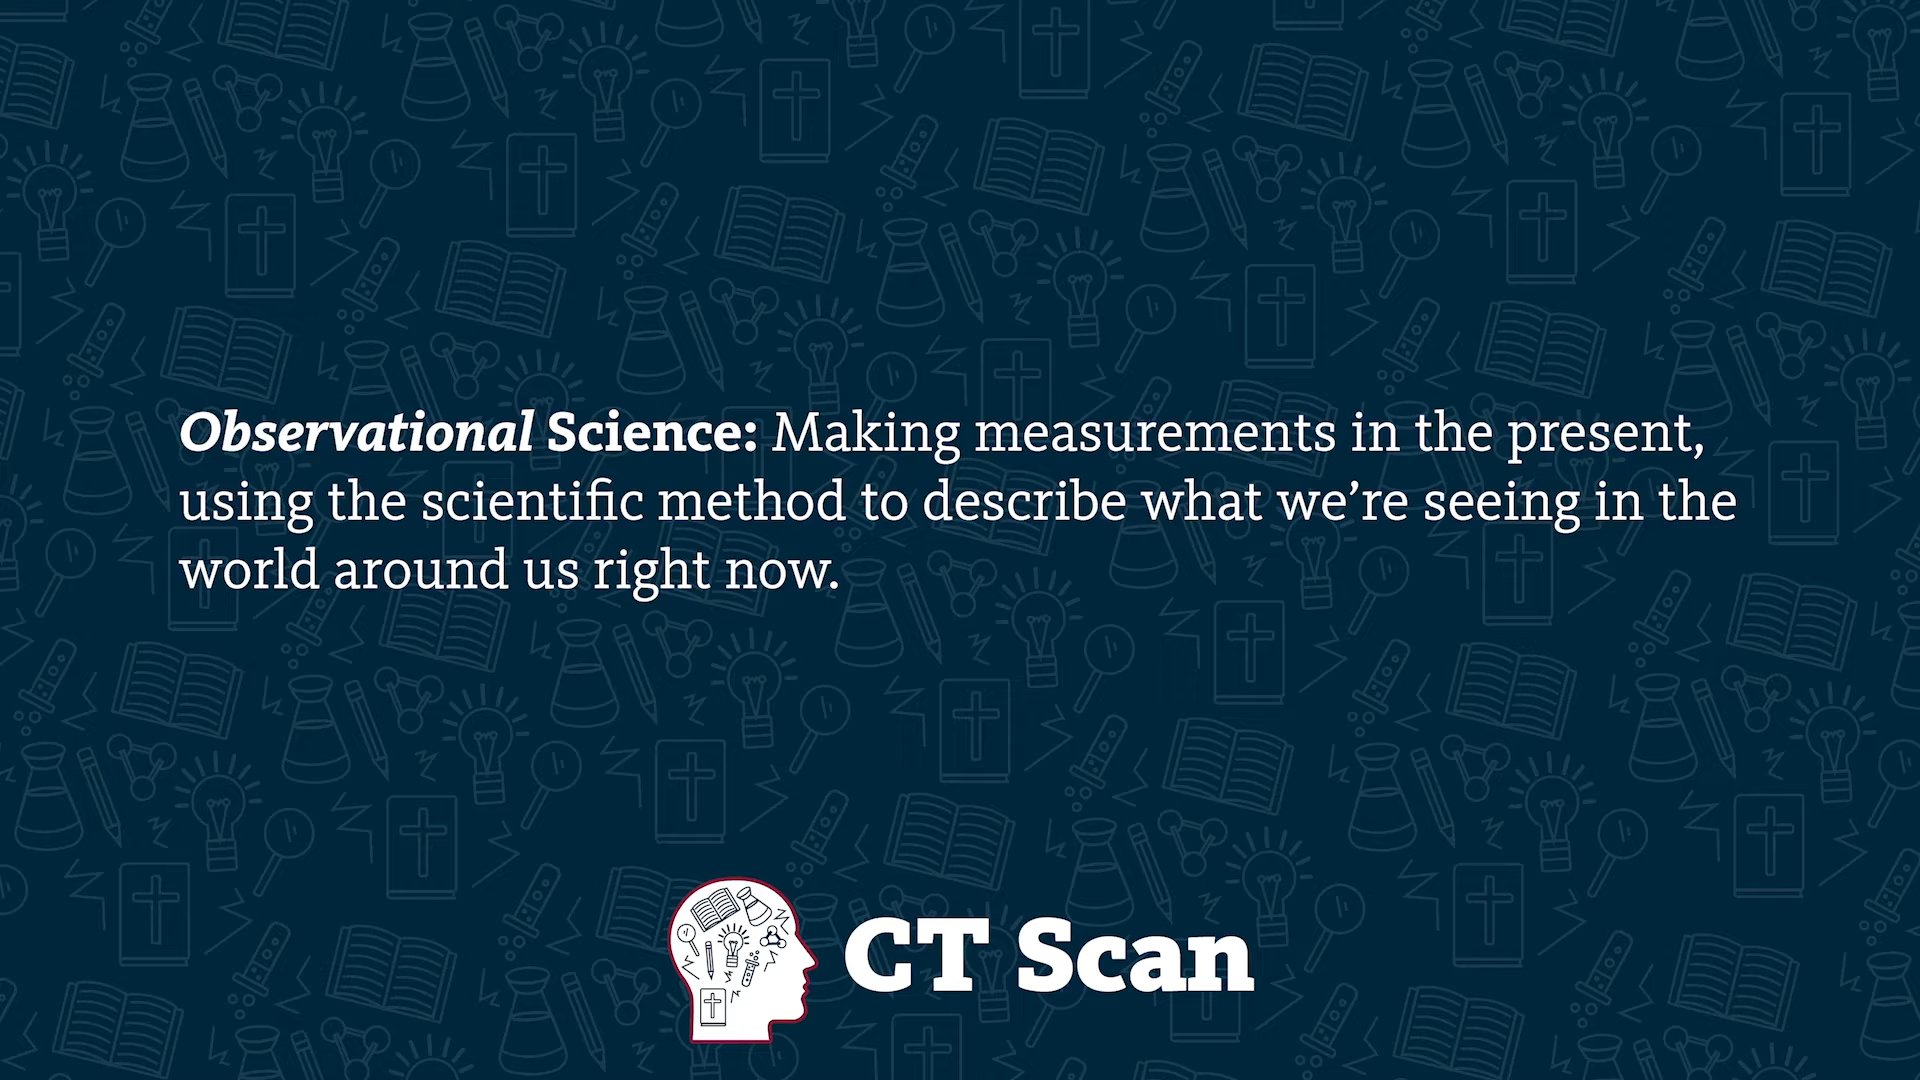 Observational Science: Making measurements in the present,
using the scientific method to describe what we’re seeing in the
world around us right now.
CT Scan